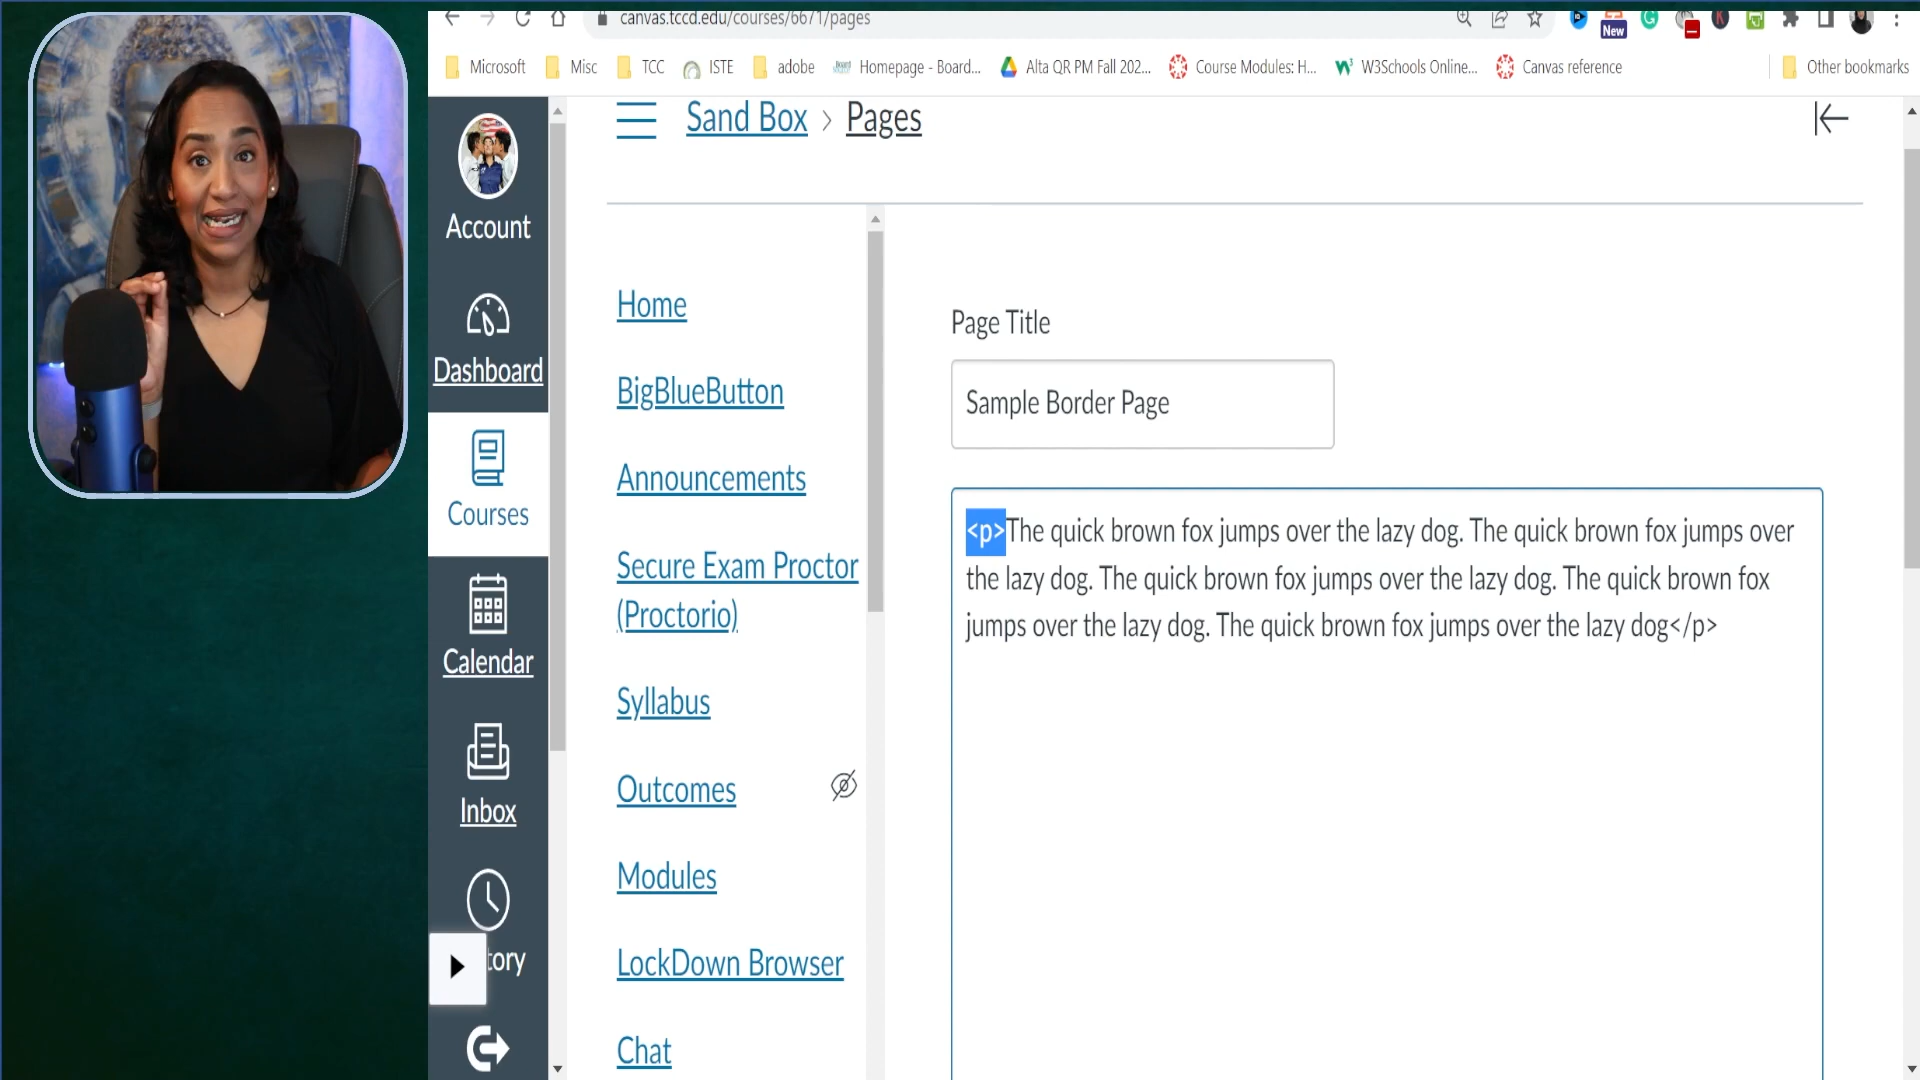 canvas.tccd.edu/courses/6671/pages
New
Microsoft
Misc
TCC
ISTE
adobe
Homepage - Board...
Alta QR PM Fall 202...
Course Modules: H...
W3Schools Online...
Canvas reference
Other bookmarks
Sand Box > Pages
Account
Dashboard
Courses
Calendar
Inbox
tory
Home
BigBlueButton
Announcements
Secure Exam Proctor
(Proctorio)
Syllabus
Outcomes
Modules
LockDown Browser
Chat
Page Title
Sample Border Page
<p>The quick brown fox jumps over the lazy dog. The quick brown fox jumps over
the lazy dog. The quick brown fox jumps over the lazy dog. The quick brown fox
jumps over the lazy dog. The quick brown fox jumps over the lazy dog</p>